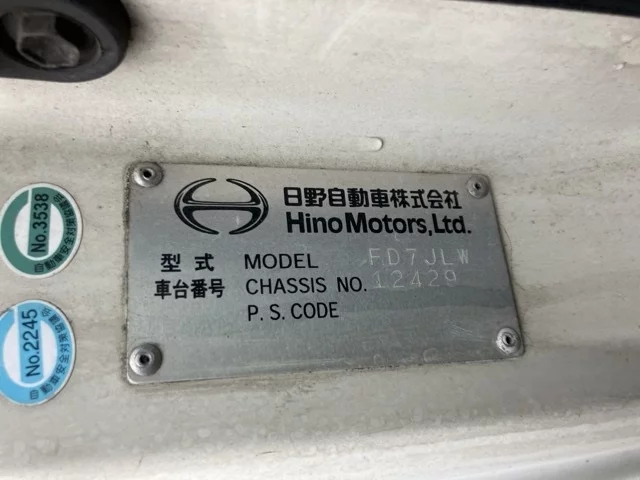 日野自動車株式会社
Hino Motors, Ltd.
型式 MODEL FD7JLW
車台番号 CHASSIS NO. 12429
P. S. CODE
No.3538
No.2245